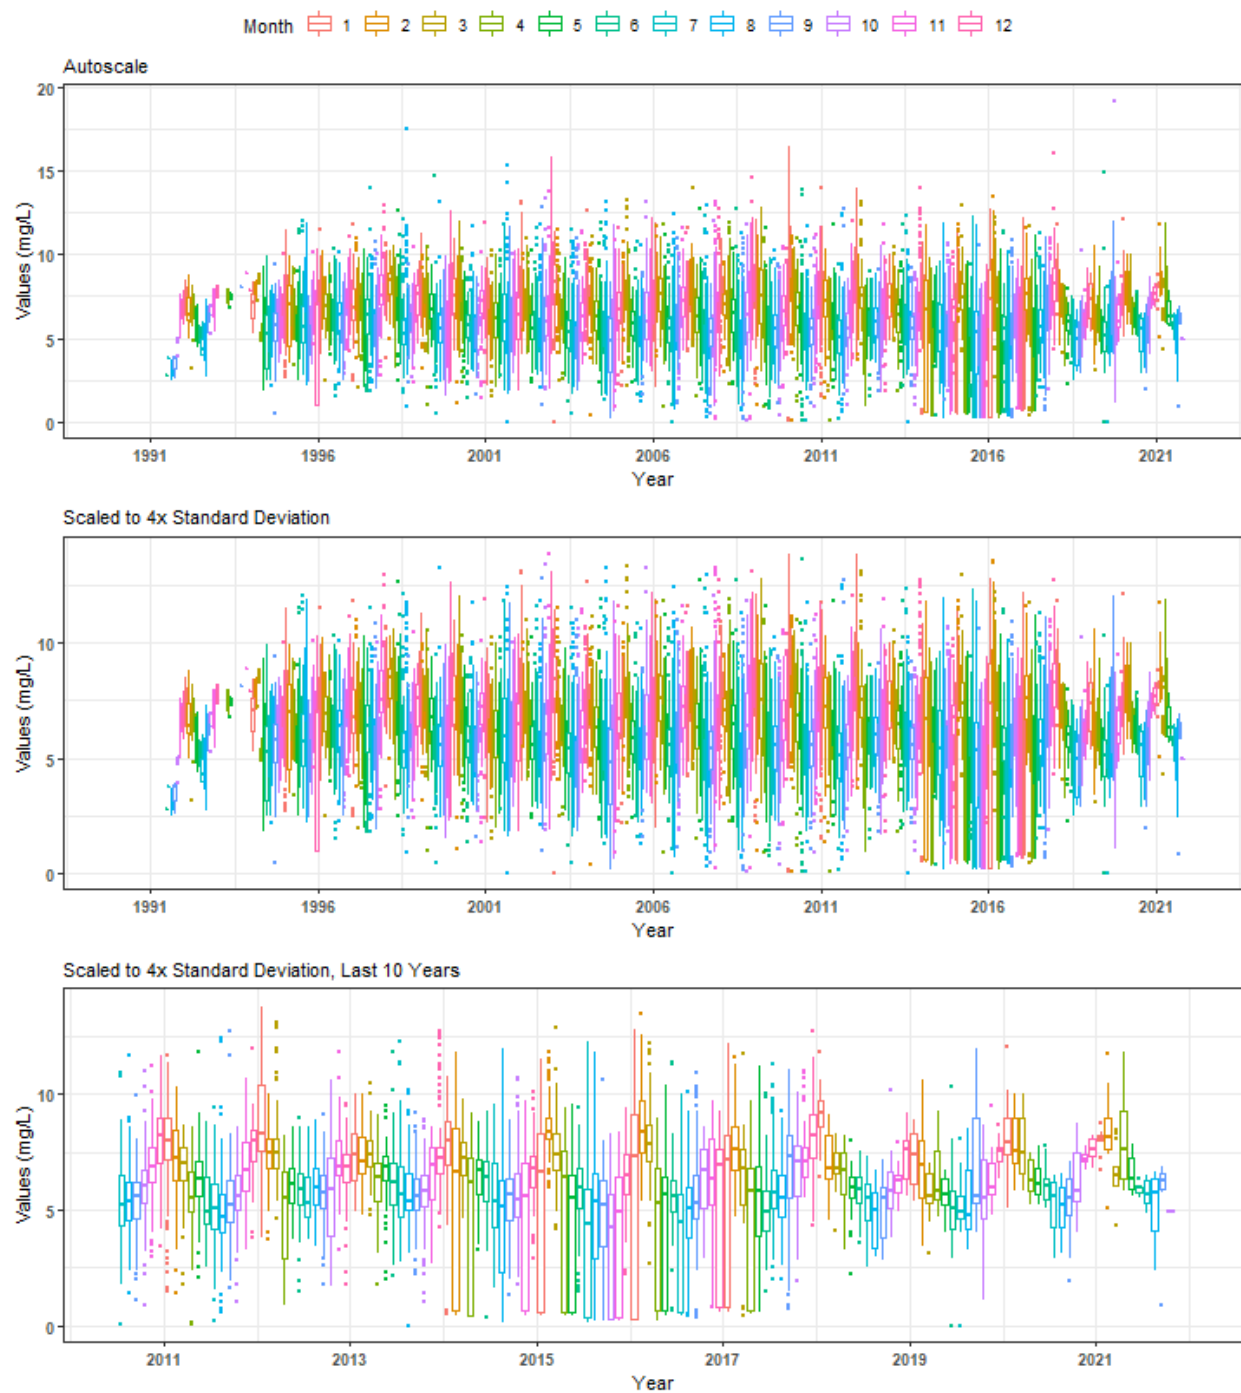 Month 1 2 3 4 5 6 7 8 9 10 11 12
Autoscale
Values (mg/L)
20
15
10
5
0
1991 1996 2001 2006 2011 2016 2021
Year
Scaled to 4x Standard Deviation
Values (mg/L)
10
5
0
1991 1996 2001 2006 2011 2016 2021
Year
Scaled to 4x Standard Deviation, Last 10 Years
Values (mg/L)
10
5
0
2011 2013 2015 2017 2019 2021
Year